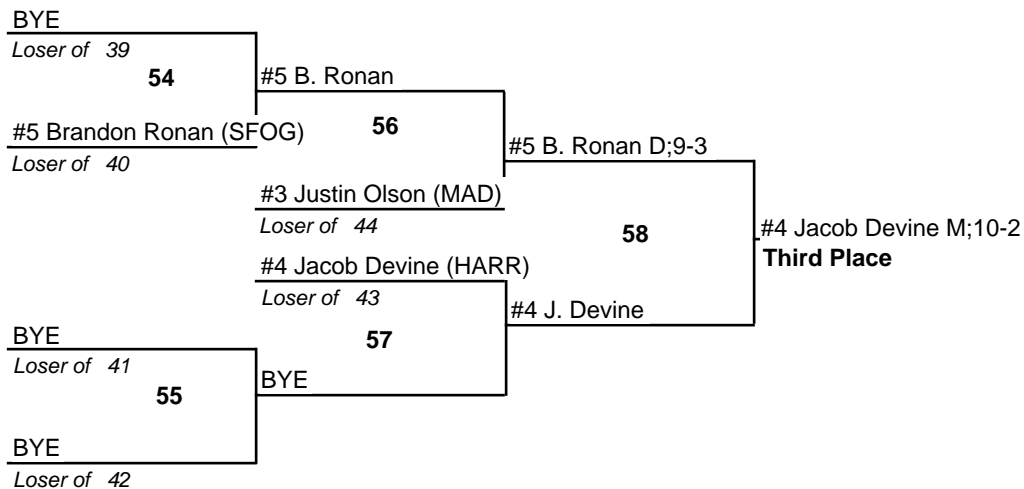 BYE
Loser of 39
54
#5 B. Ronan
#5 Brandon Ronan (SFOG)
Loser of 40
56
#5 B. Ronan D;9-3
#3 Justin Olson (MAD)
Loser of 44
58
#4 Jacob Devine M;10-2
Third Place
#4 Jacob Devine (HARR)
Loser of 43
#4 J. Devine
57
BYE
Loser of 41
55
BYE
BYE
Loser of 42